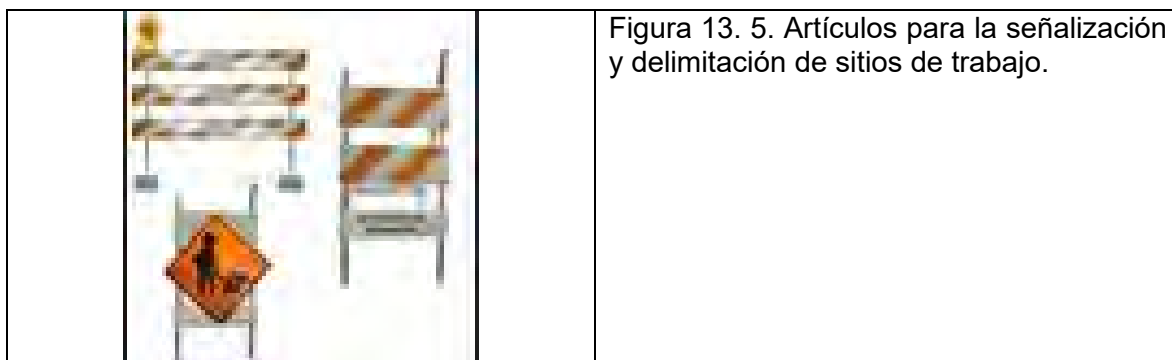 Figura 13. 5. Artículos para la señalización
y delimitación de sitios de trabajo.